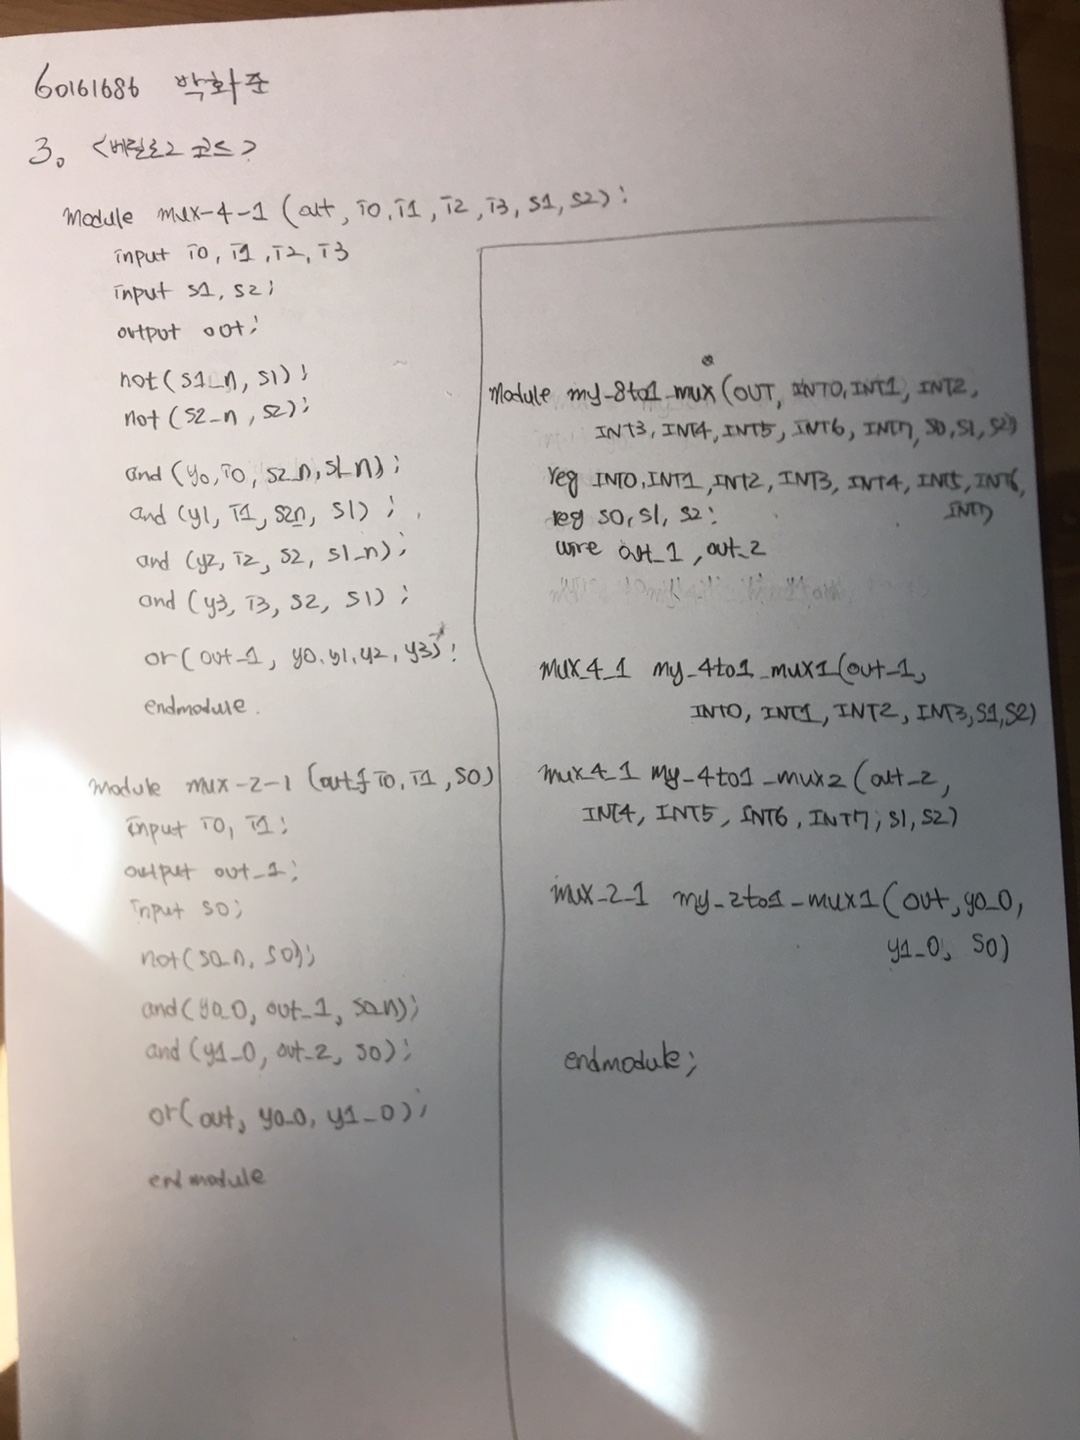 60161686 박화준
3. <베릴로그 코드>
Module mux-4-1 (out, i0, i1, i2, i3, S1, S2);
input i0, i1, i2, i3
input S1, S2;
output out;
not(S1_n, S1);
not (S2_n, S2);
and (y0, i0, S2_n, S1_n);
and (y1, i1, S2n, S1);
and (y2, i2, S2, S1_n);
and (y3, i3, S2, S1);
or(out_1, y0, y1, y2, y3);
endmodule.
Module mux-2-1 (out, i0, i1, S0)
input i0, i1;
output out_1;
input S0;
not(S0_n, S0);
and(y0_0, out_1, S0_n);
and (y1_0, out_2, S0);
or(out, y0_0, y1_0);
endmodule
Module my_8to1_mux (OUT, INT0, INT1, INT2,
INT3, INT4, INT5, INT6, INT7, S0, S1, S2)
reg INT0, INT1, INT2, INT3, INT4, INT5, INT6,
INT7
reg S0, S1, S2;
wire out_1, out_2
mux_4_1 my_4to1_mux1(out_1,
INT0, INT1, INT2, INT3, S1, S2)
mux4_1 my_4to1_mux2 (out_2,
INT4, INT5, INT6, INT7, S1, S2)
mux_2_1 my_2to1_mux1(out, y0_0,
y1_0, S0)
endmodule;